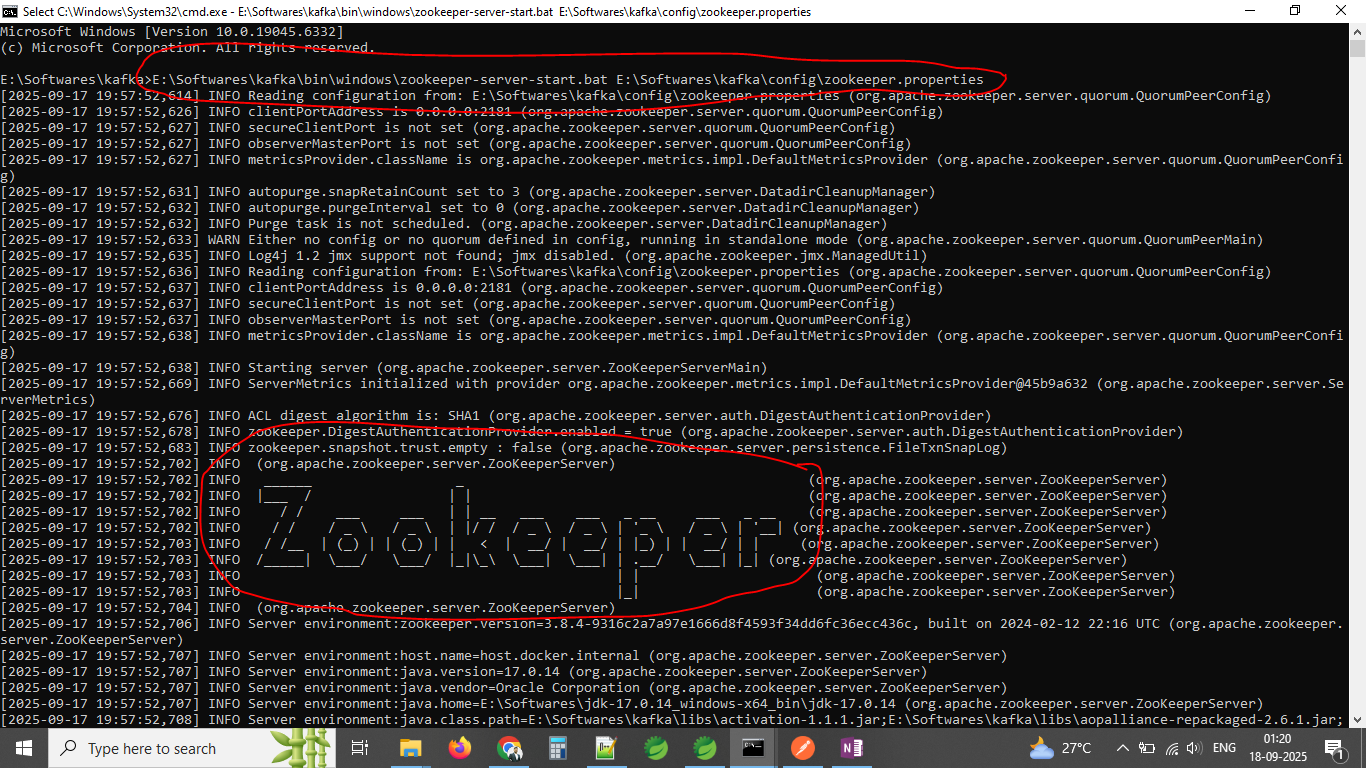 Select C:\Windows\System32\cmd.exe - E:\Softwares\kafka\bin\windows\zookeeper-server-start.bat E:\Softwares\kafka\config\zookeeper.properties
Microsoft Windows [Version 10.0.19045.6332]
(c) Microsoft Corporation. All rights reserved.
E:\Softwares\kafka>E:\Softwares\kafka\bin\windows\zookeeper-server-start.bat E:\Softwares\kafka\config\zookeeper.properties
[2025-09-17 19:57:52,614] INFO Reading configuration from: E:\Softwares\kafka\config\zookeeper.properties (org.apache.zookeeper.server.quorum.QuorumPeerConfig)
[2025-09-17 19:57:52,626] INFO clientPortAddress is 0.0.0.0:2181 (org.apache.zookeeper.server.quorum.QuorumPeerConfig)
[2025-09-17 19:57:52,627] INFO secureClientPort is not set (org.apache.zookeeper.server.quorum.QuorumPeerConfig)
[2025-09-17 19:57:52,627] INFO observerMasterPort is not set (org.apache.zookeeper.server.quorum.QuorumPeerConfig)
[2025-09-17 19:57:52,627] INFO metricsProvider.className is org.apache.zookeeper.metrics.impl.DefaultMetricsProvider (org.apache.zookeeper.server.quorum.QuorumPeerConfi
g)
[2025-09-17 19:57:52,631] INFO autopurge.snapRetainCount set to 3 (org.apache.zookeeper.server.DatadirCleanupManager)
[2025-09-17 19:57:52,632] INFO autopurge.purgeInterval set to 0 (org.apache.zookeeper.server.DatadirCleanupManager)
[2025-09-17 19:57:52,632] INFO Purge task is not scheduled. (org.apache.zookeeper.server.DatadirCleanupManager)
[2025-09-17 19:57:52,633] WARN Either no config or no quorum defined in config, running in standalone mode (org.apache.zookeeper.server.quorum.QuorumPeerMain)
[2025-09-17 19:57:52,635] INFO Log4j 1.2 jmx support not found; jmx disabled. (org.apache.zookeeper.jmx.ManagedUtil)
[2025-09-17 19:57:52,636] INFO Reading configuration from: E:\Softwares\kafka\config\zookeeper.properties (org.apache.zookeeper.server.quorum.QuorumPeerConfig)
[2025-09-17 19:57:52,637] INFO clientPortAddress is 0.0.0.0:2181 (org.apache.zookeeper.server.quorum.QuorumPeerConfig)
[2025-09-17 19:57:52,637] INFO secureClientPort is not set (org.apache.zookeeper.server.quorum.QuorumPeerConfig)
[2025-09-17 19:57:52,637] INFO observerMasterPort is not set (org.apache.zookeeper.server.quorum.QuorumPeerConfig)
[2025-09-17 19:57:52,638] INFO metricsProvider.className is org.apache.zookeeper.metrics.impl.DefaultMetricsProvider (org.apache.zookeeper.server.quorum.QuorumPeerConfi
g)
[2025-09-17 19:57:52,638] INFO Starting server (org.apache.zookeeper.server.ZooKeeperServerMain)
[2025-09-17 19:57:52,669] INFO ServerMetrics initialized with provider org.apache.zookeeper.metrics.impl.DefaultMetricsProvider@45b9a632 (org.apache.zookeeper.server.Se
rverMetrics)
[2025-09-17 19:57:52,676] INFO ACL digest algorithm is: SHA1 (org.apache.zookeeper.server.auth.DigestAuthenticationProvider)
[2025-09-17 19:57:52,678] INFO zookeeper.DigestAuthenticationProvider.enabled = true (org.apache.zookeeper.server.auth.DigestAuthenticationProvider)
[2025-09-17 19:57:52,683] INFO zookeeper.snapshot.trust.empty : false (org.apache.zookeeper.server.persistence.FileTxnSnapLog)
[2025-09-17 19:57:52,702] INFO (org.apache.zookeeper.server.ZooKeeperServer)
[2025-09-17 19:57:52,702] INFO (org.apache.zookeeper.server.ZooKeeperServer)
[2025-09-17 19:57:52,702] INFO (org.apache.zookeeper.server.ZooKeeperServer)
[2025-09-17 19:57:52,702] INFO (org.apache.zookeeper.server.ZooKeeperServer)
[2025-09-17 19:57:52,702] INFO Zookeeper (org.apache.zookeeper.server.ZooKeeperServer)
[2025-09-17 19:57:52,703] INFO (org.apache.zookeeper.server.ZooKeeperServer)
[2025-09-17 19:57:52,703] INFO (org.apache.zookeeper.server.ZooKeeperServer)
[2025-09-17 19:57:52,703] INFO (org.apache.zookeeper.server.ZooKeeperServer)
[2025-09-17 19:57:52,703] INFO (org.apache.zookeeper.server.ZooKeeperServer)
[2025-09-17 19:57:52,704] INFO (org.apache.zookeeper.server.ZooKeeperServer)
[2025-09-17 19:57:52,706] INFO Server environment:zookeeper.version=3.8.4-9316c2a7a97e1666d8f4593f34dd6fc36ecc436c, built on 2024-02-12 22:16 UTC (org.apache.zookeeper.
server.ZooKeeperServer)
[2025-09-17 19:57:52,707] INFO Server environment:host.name=host.docker.internal (org.apache.zookeeper.server.ZooKeeperServer)
[2025-09-17 19:57:52,707] INFO Server environment:java.version=17.0.14 (org.apache.zookeeper.server.ZooKeeperServer)
[2025-09-17 19:57:52,707] INFO Server environment:java.vendor=Oracle Corporation (org.apache.zookeeper.server.ZooKeeperServer)
[2025-09-17 19:57:52,707] INFO Server environment:java.home=E:\Softwares\jdk-17.0.14_windows-x64_bin\jdk-17.0.14 (org.apache.zookeeper.server.ZooKeeperServer)
[2025-09-17 19:57:52,708] INFO Server environment:java.class.path=E:\Softwares\kafka\libs\activation-1.1.1.jar;E:\Softwares\kafka\libs\aopalliance-repackaged-2.6.1.jar;
Type here to search
27°C
ENG
01:20
18-09-2025
1